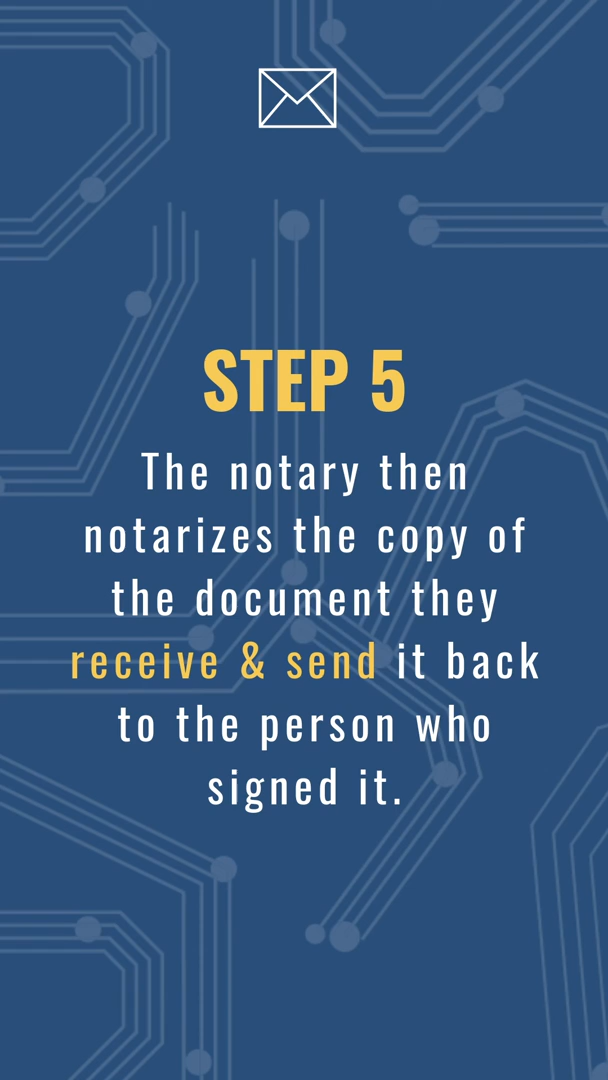 STEP 5
The notary then
notarizes the copy of
the document they
receive & send it back
to the person who
signed it.